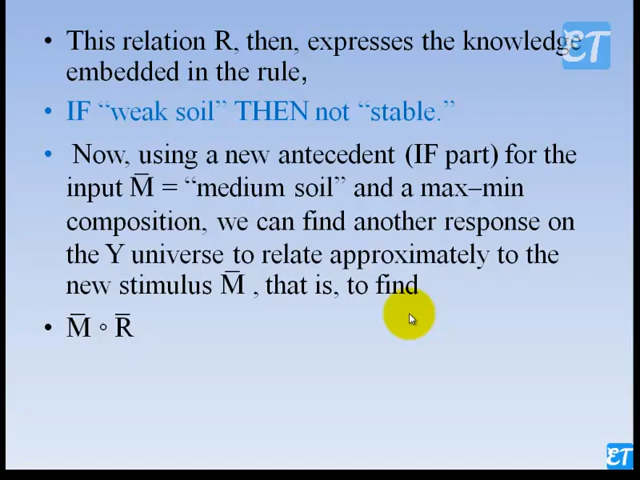 ET
• This relation R, then, expresses the knowledge
embedded in the rule,
• IF “weak soil” THEN not “stable.”
• Now, using a new antecedent (IF part) for the
input M̅ = “medium soil” and a max–min
composition, we can find another response on
the Y universe to relate approximately to the
new stimulus M̅ , that is, to find
• M̅ ∘ R̅
ET